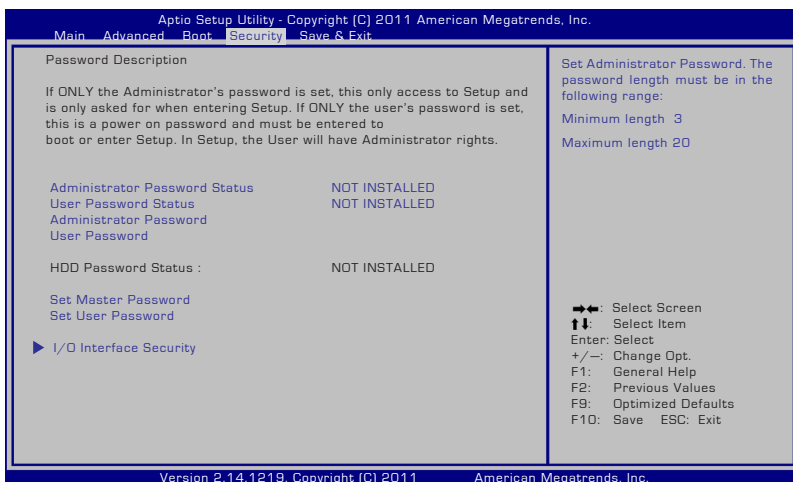 Aptio Setup Utility - Copyright (C) 2011 American Megatrends, Inc.
Main Advanced Boot Security Save & Exit
Password Description
If ONLY the Administrator's password is set, this only access to Setup and
is only asked for when entering Setup. If ONLY the user's password is set,
this is a power on password and must be entered to
boot or enter Setup. In Setup, the User will have Administrator rights.
Administrator Password Status NOT INSTALLED
User Password Status NOT INSTALLED
Administrator Password
User Password
HDD Password Status : NOT INSTALLED
Set Master Password
Set User Password
I/O Interface Security
Set Administrator Password. The
password length must be in the
following range:
Minimum length 3
Maximum length 20
→←: Select Screen
↑↓: Select Item
Enter: Select
+/—: Change Opt.
F1: General Help
F2: Previous Values
F9: Optimized Defaults
F10: Save ESC: Exit
Version 2.14.1219. Copyright (C) 2011 American Megatrends, Inc.